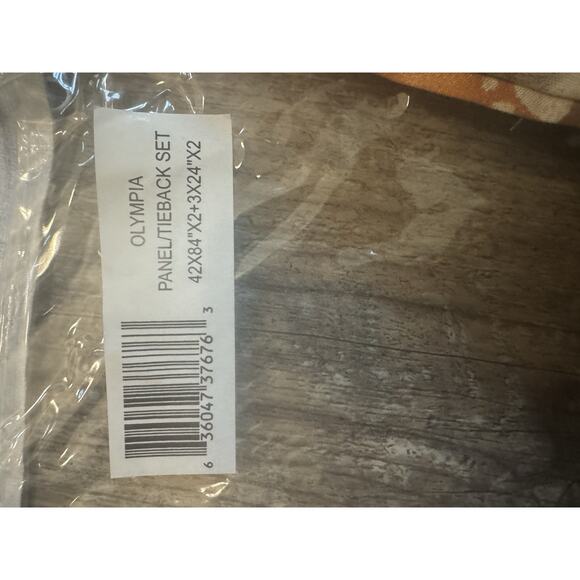 OLYMPIA
PANEL/TIEBACK SET
42X84"X2+3X24"X2
6 36047 37676 3